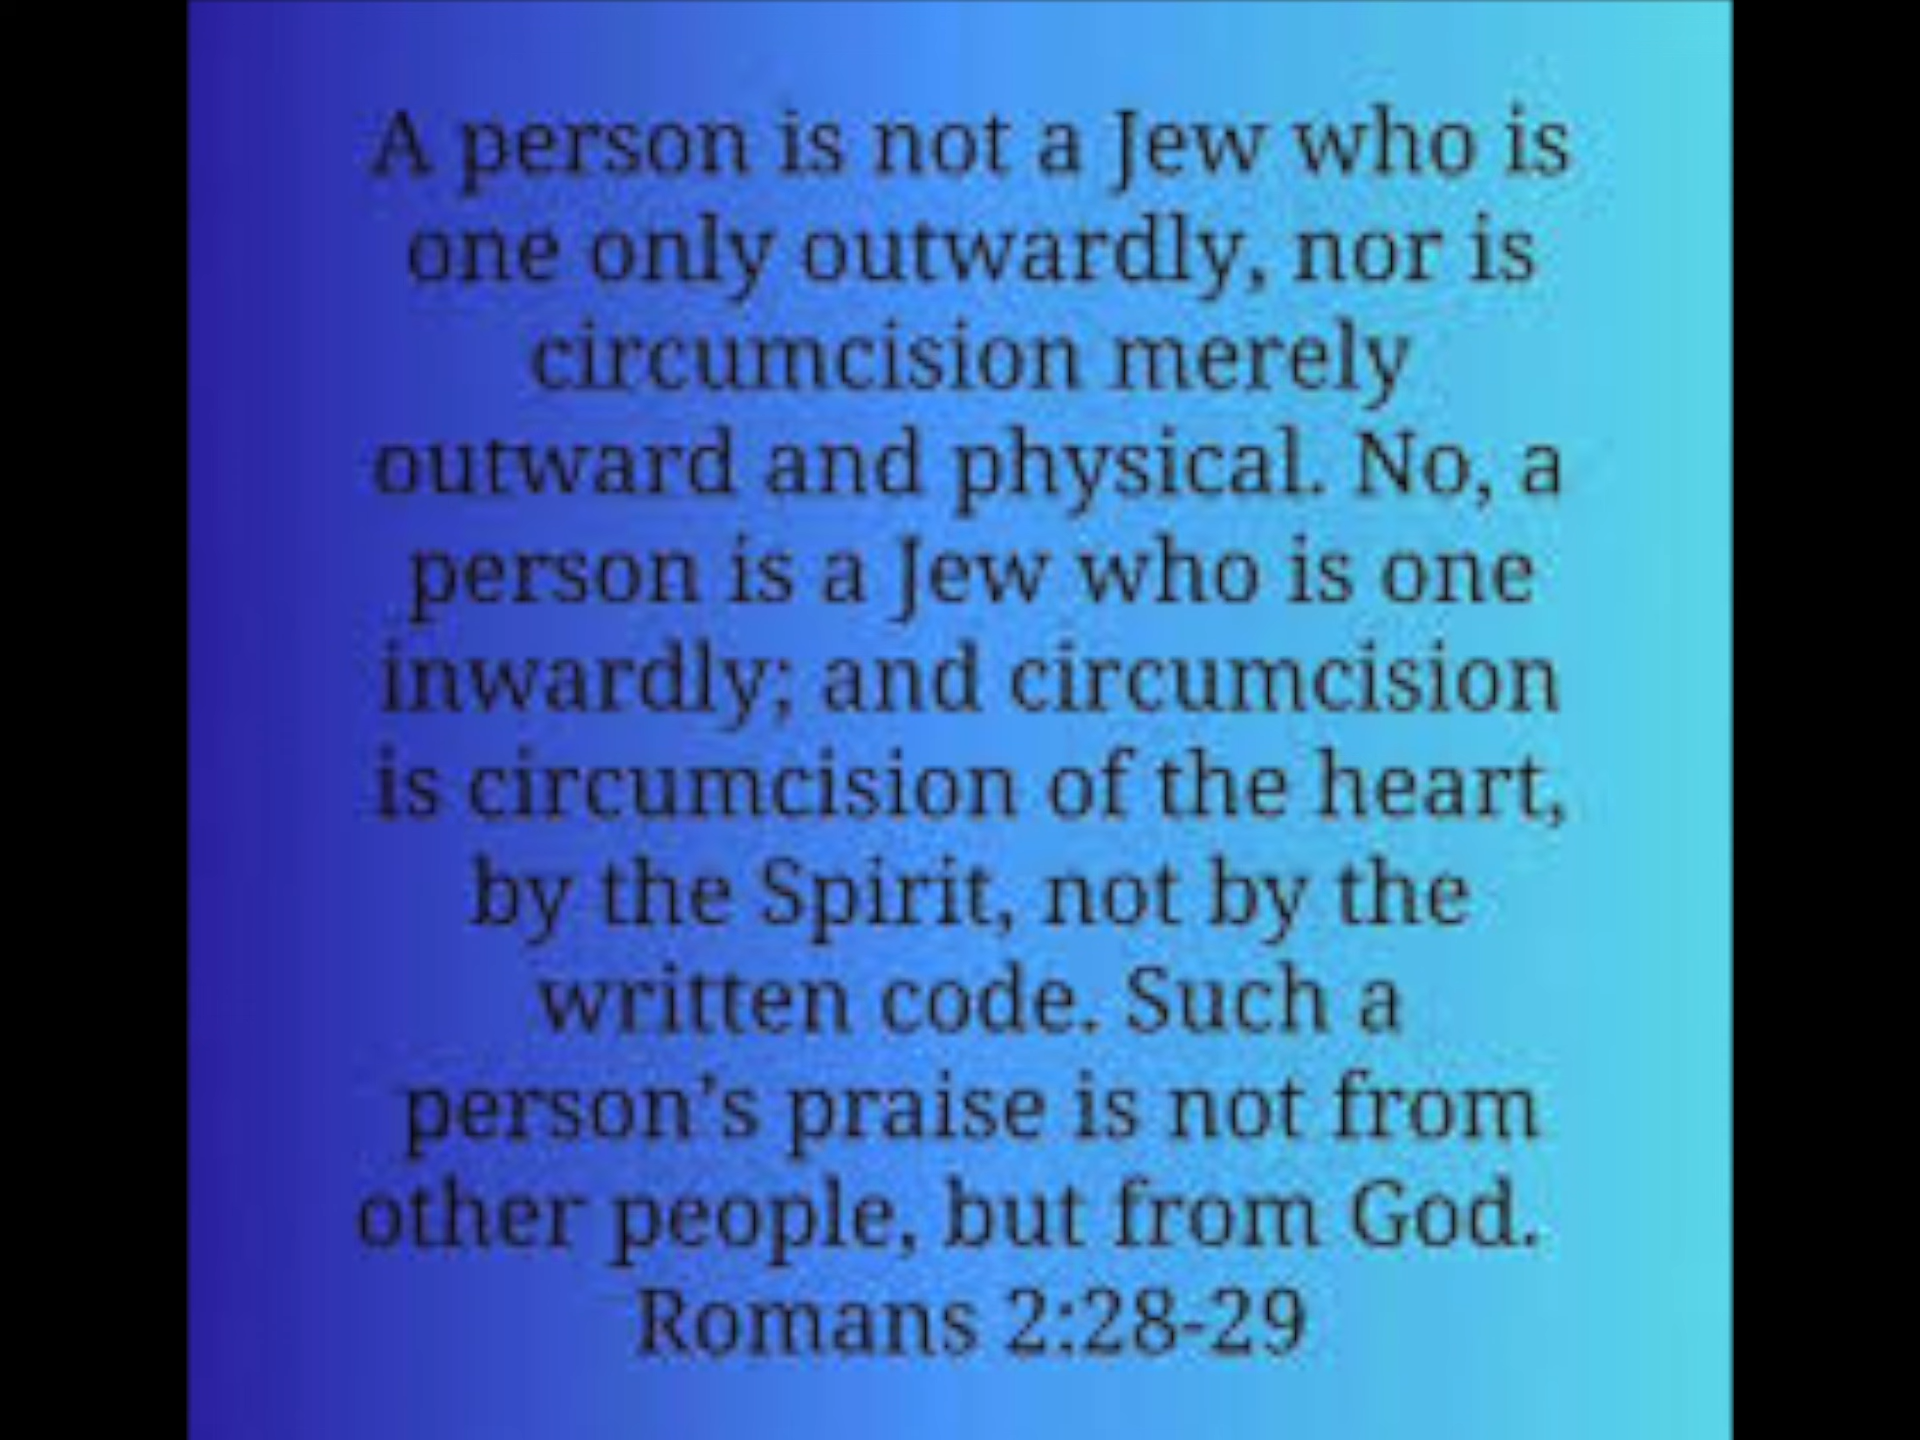 A person is not a Jew who is
one only outwardly, nor is
circumcision merely
outward and physical. No, a
person is a Jew who is one
inwardly; and circumcision
is circumcision of the heart,
by the Spirit, not by the
written code. Such a
person's praise is not from
other people, but from God.
Romans 2:28-29